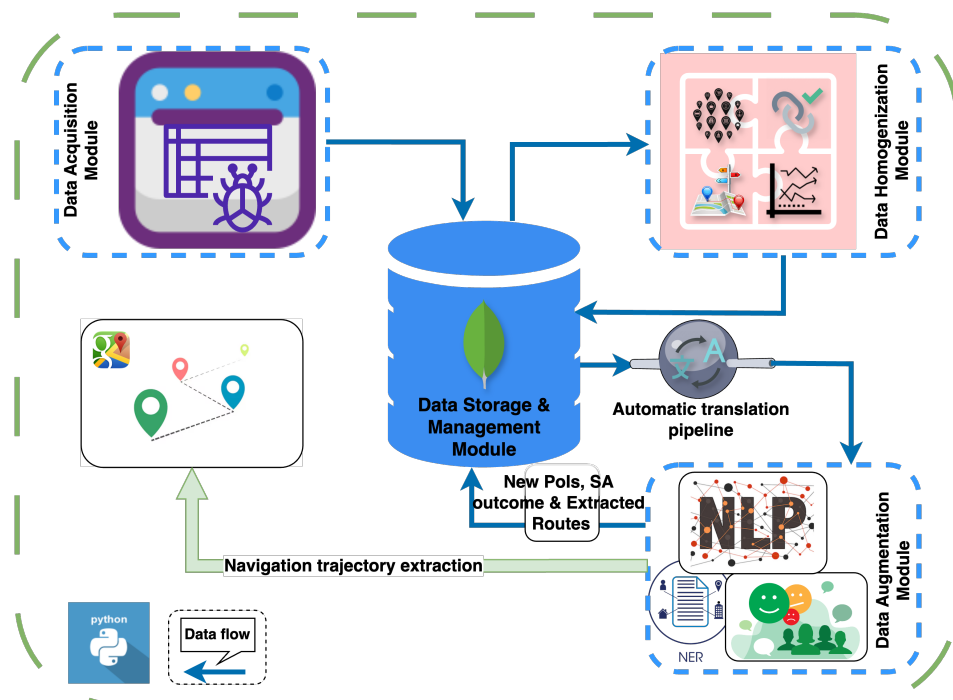 Data Acquisition
Module
Data Homogenization
Module
Data Storage &
Management
Module
文 A
Automatic translation
pipeline
New PoIs, SA
outcome & Extracted
Routes
NLP
Data Augmentation
Module
NER
Navigation trajectory extraction
python
Data flow